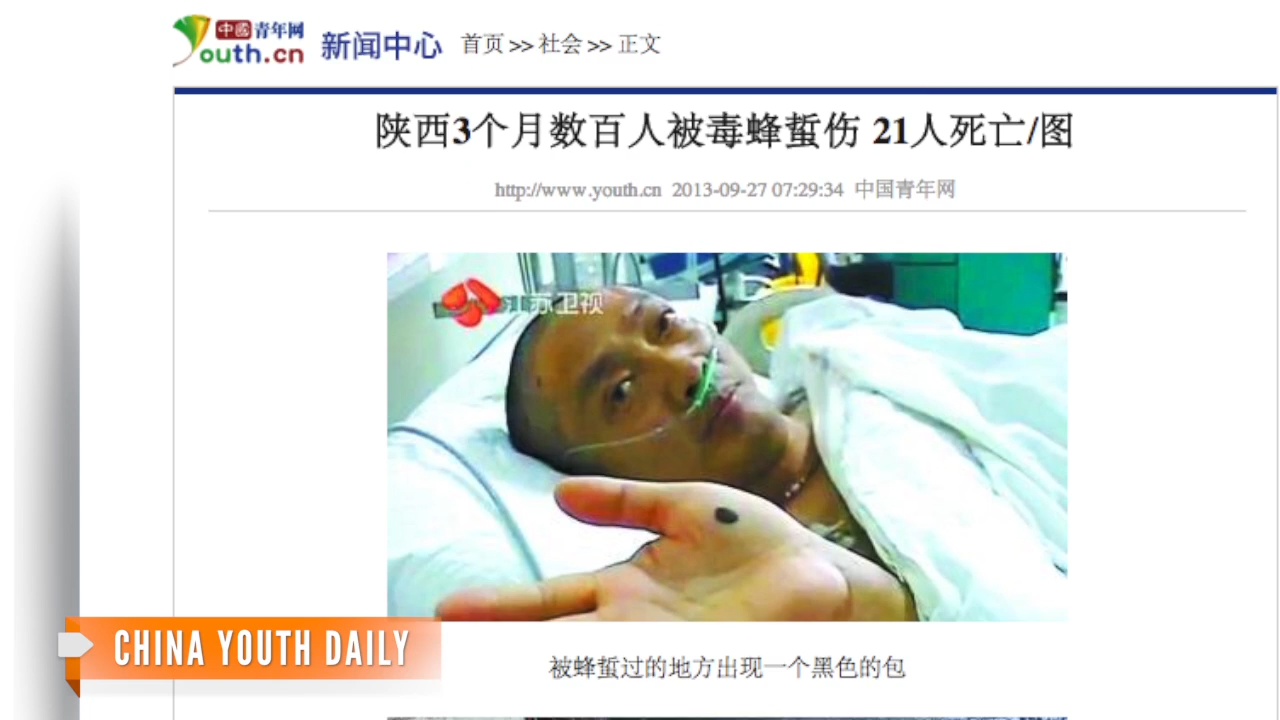 中國青年网
Youth.cn
新闻中心
首页 >> 社会 >> 正文
陕西3个月数百人被毒蜂蜇伤 21人死亡/图
http://www.youth.cn 2013-09-27 07:29:34 中国青年网
江苏卫视
CHINA YOUTH DAILY
被蜂蜇过的地方出现一个黑色的包